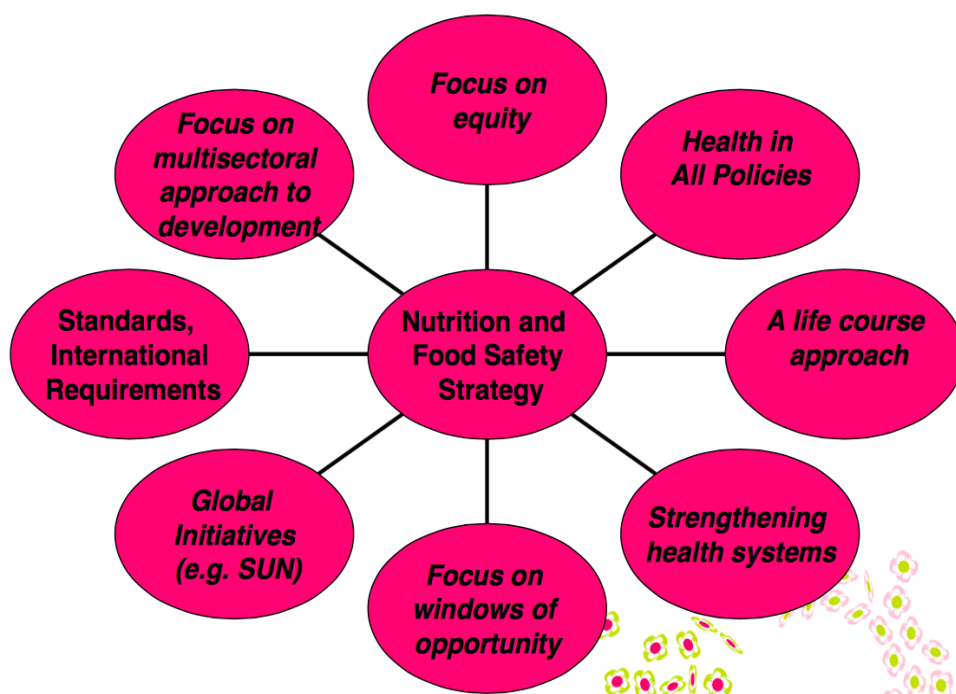 Focus on
equity
Focus on
multisectoral
approach to
development
Health in
All Policies
Standards,
International
Requirements
Nutrition and
Food Safety
Strategy
A life course
approach
Global
Initiatives
(e.g. SUN)
Focus on
windows of
opportunity
Strengthening
health systems